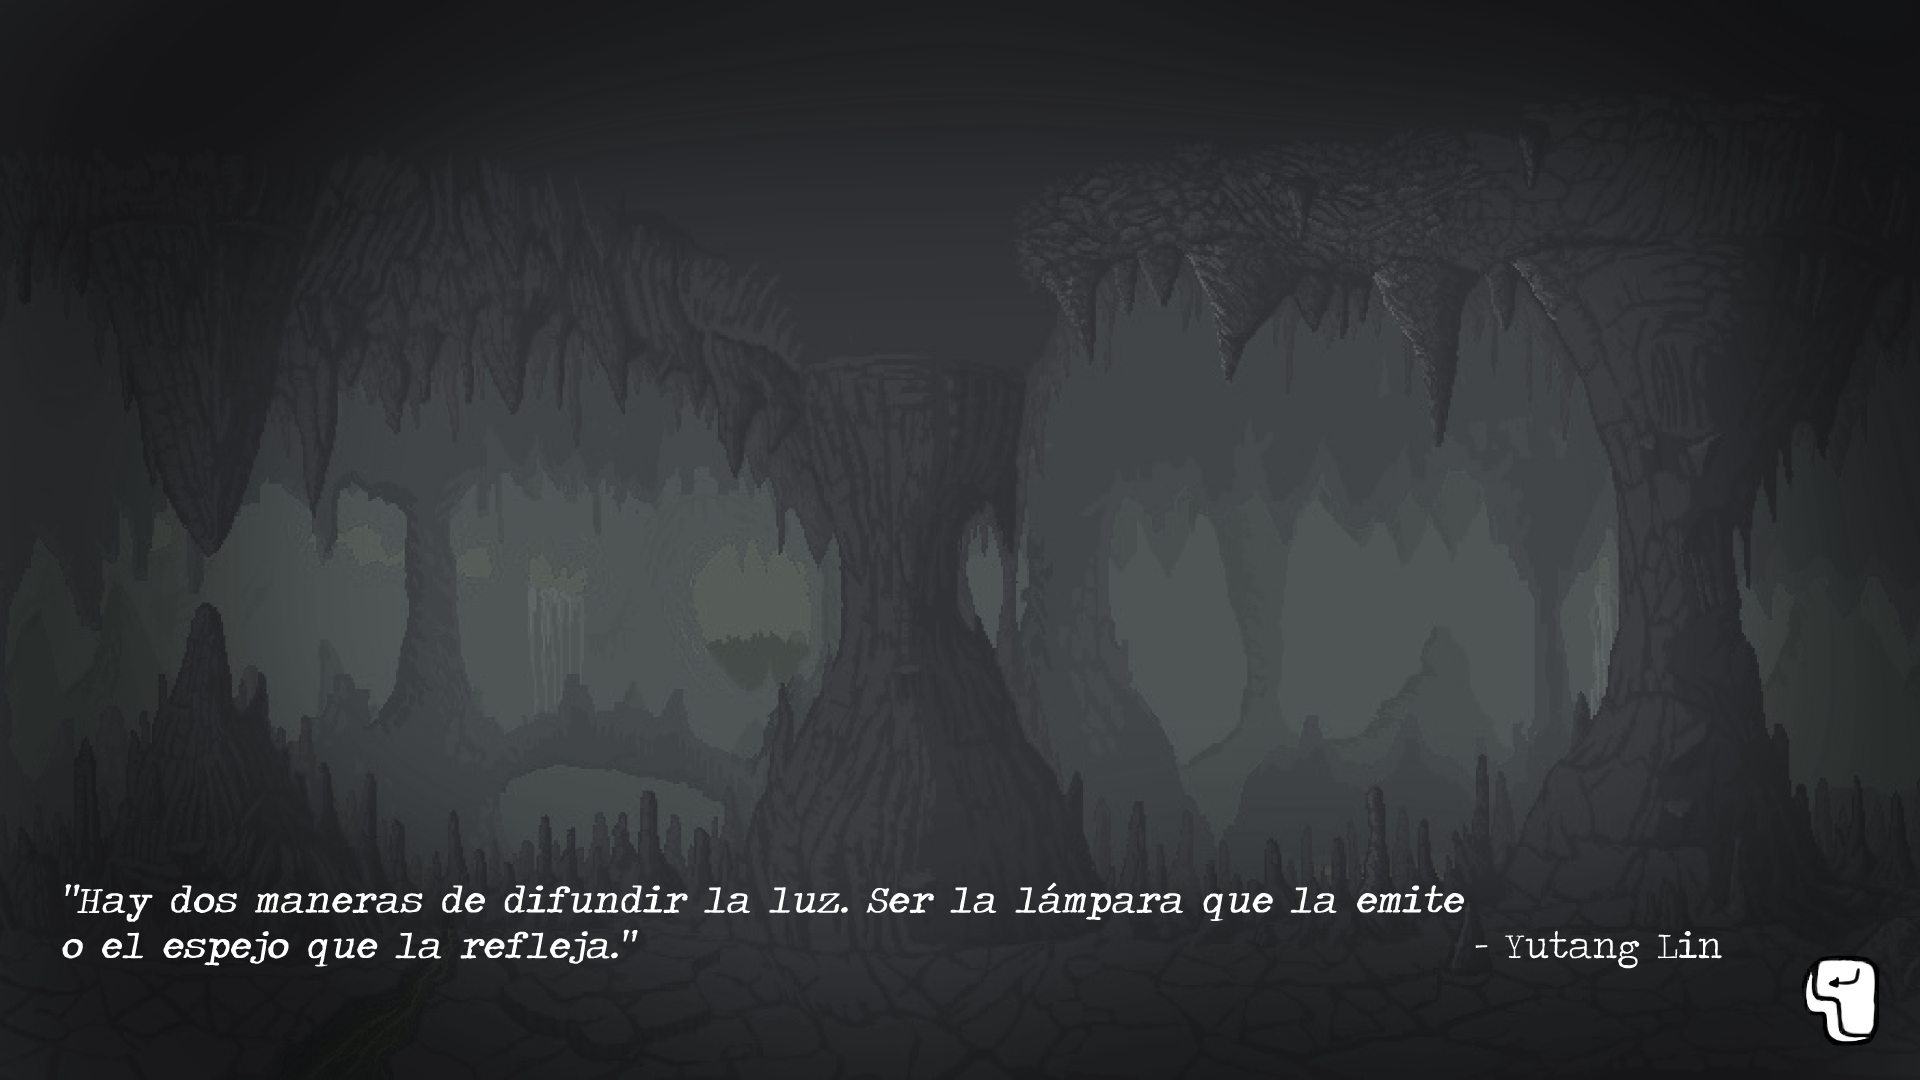 "Hay dos maneras de difundir la luz. Ser la lámpara que la emite
o el espejo que la refleja."
- Yutang Lin